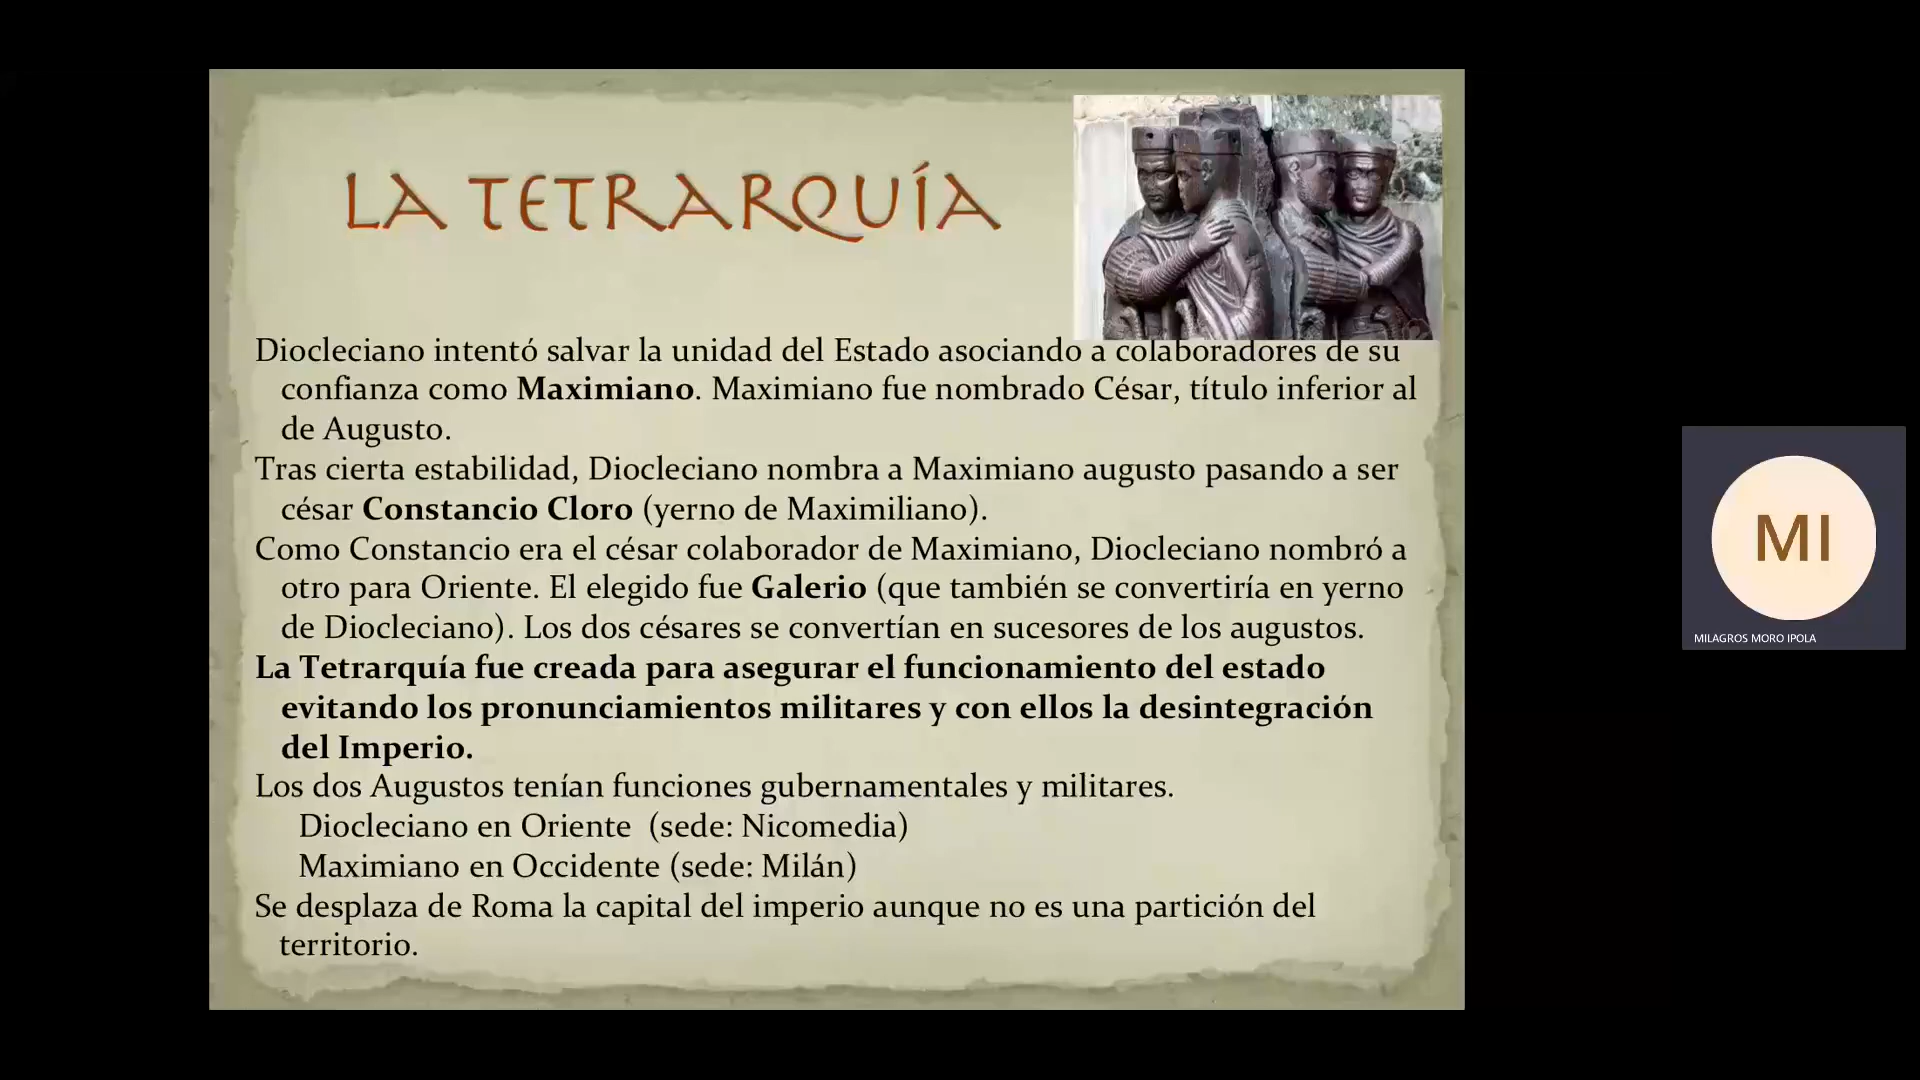 LA TETRARQUÍA
Diocleciano intentó salvar la unidad del Estado asociando a colaboradores de su
confianza como Maximiano. Maximiano fue nombrado César, título inferior al
de Augusto.
Tras cierta estabilidad, Diocleciano nombra a Maximiano augusto pasando a ser
césar Constancio Cloro (yerno de Maximiliano).
Como Constancio era el césar colaborador de Maximiano, Diocleciano nombró a
otro para Oriente. El elegido fue Galerio (que también se convertiría en yerno
de Diocleciano). Los dos césares se convertían en sucesores de los augustos.
La Tetrarquía fue creada para asegurar el funcionamiento del estado
evitando los pronunciamientos militares y con ellos la desintegración
del Imperio.
Los dos Augustos tenían funciones gubernamentales y militares.
Diocleciano en Oriente (sede: Nicomedia)
Maximiano en Occidente (sede: Milán)
Se desplaza de Roma la capital del imperio aunque no es una partición del
territorio.
MI
MILAGROS MORO IPOLA